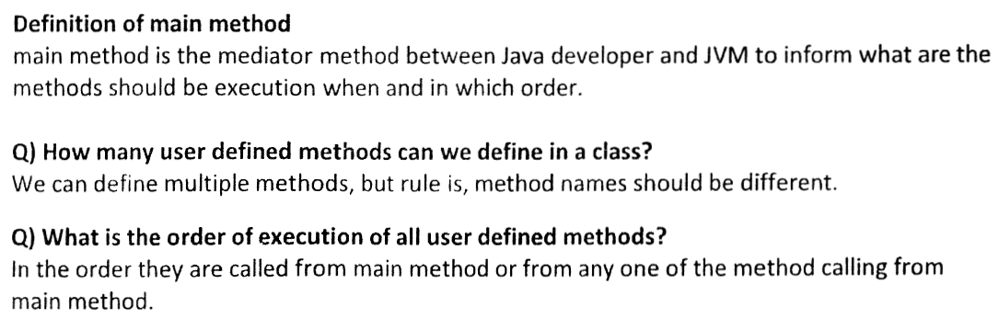 Definition of main method
main method is the mediator method between Java developer and JVM to inform what are the
methods should be execution when and in which order.
Q) How many user defined methods can we define in a class?
We can define multiple methods, but rule is, method names should be different.
Q) What is the order of execution of all user defined methods?
In the order they are called from main method or from any one of the method calling from
main method.